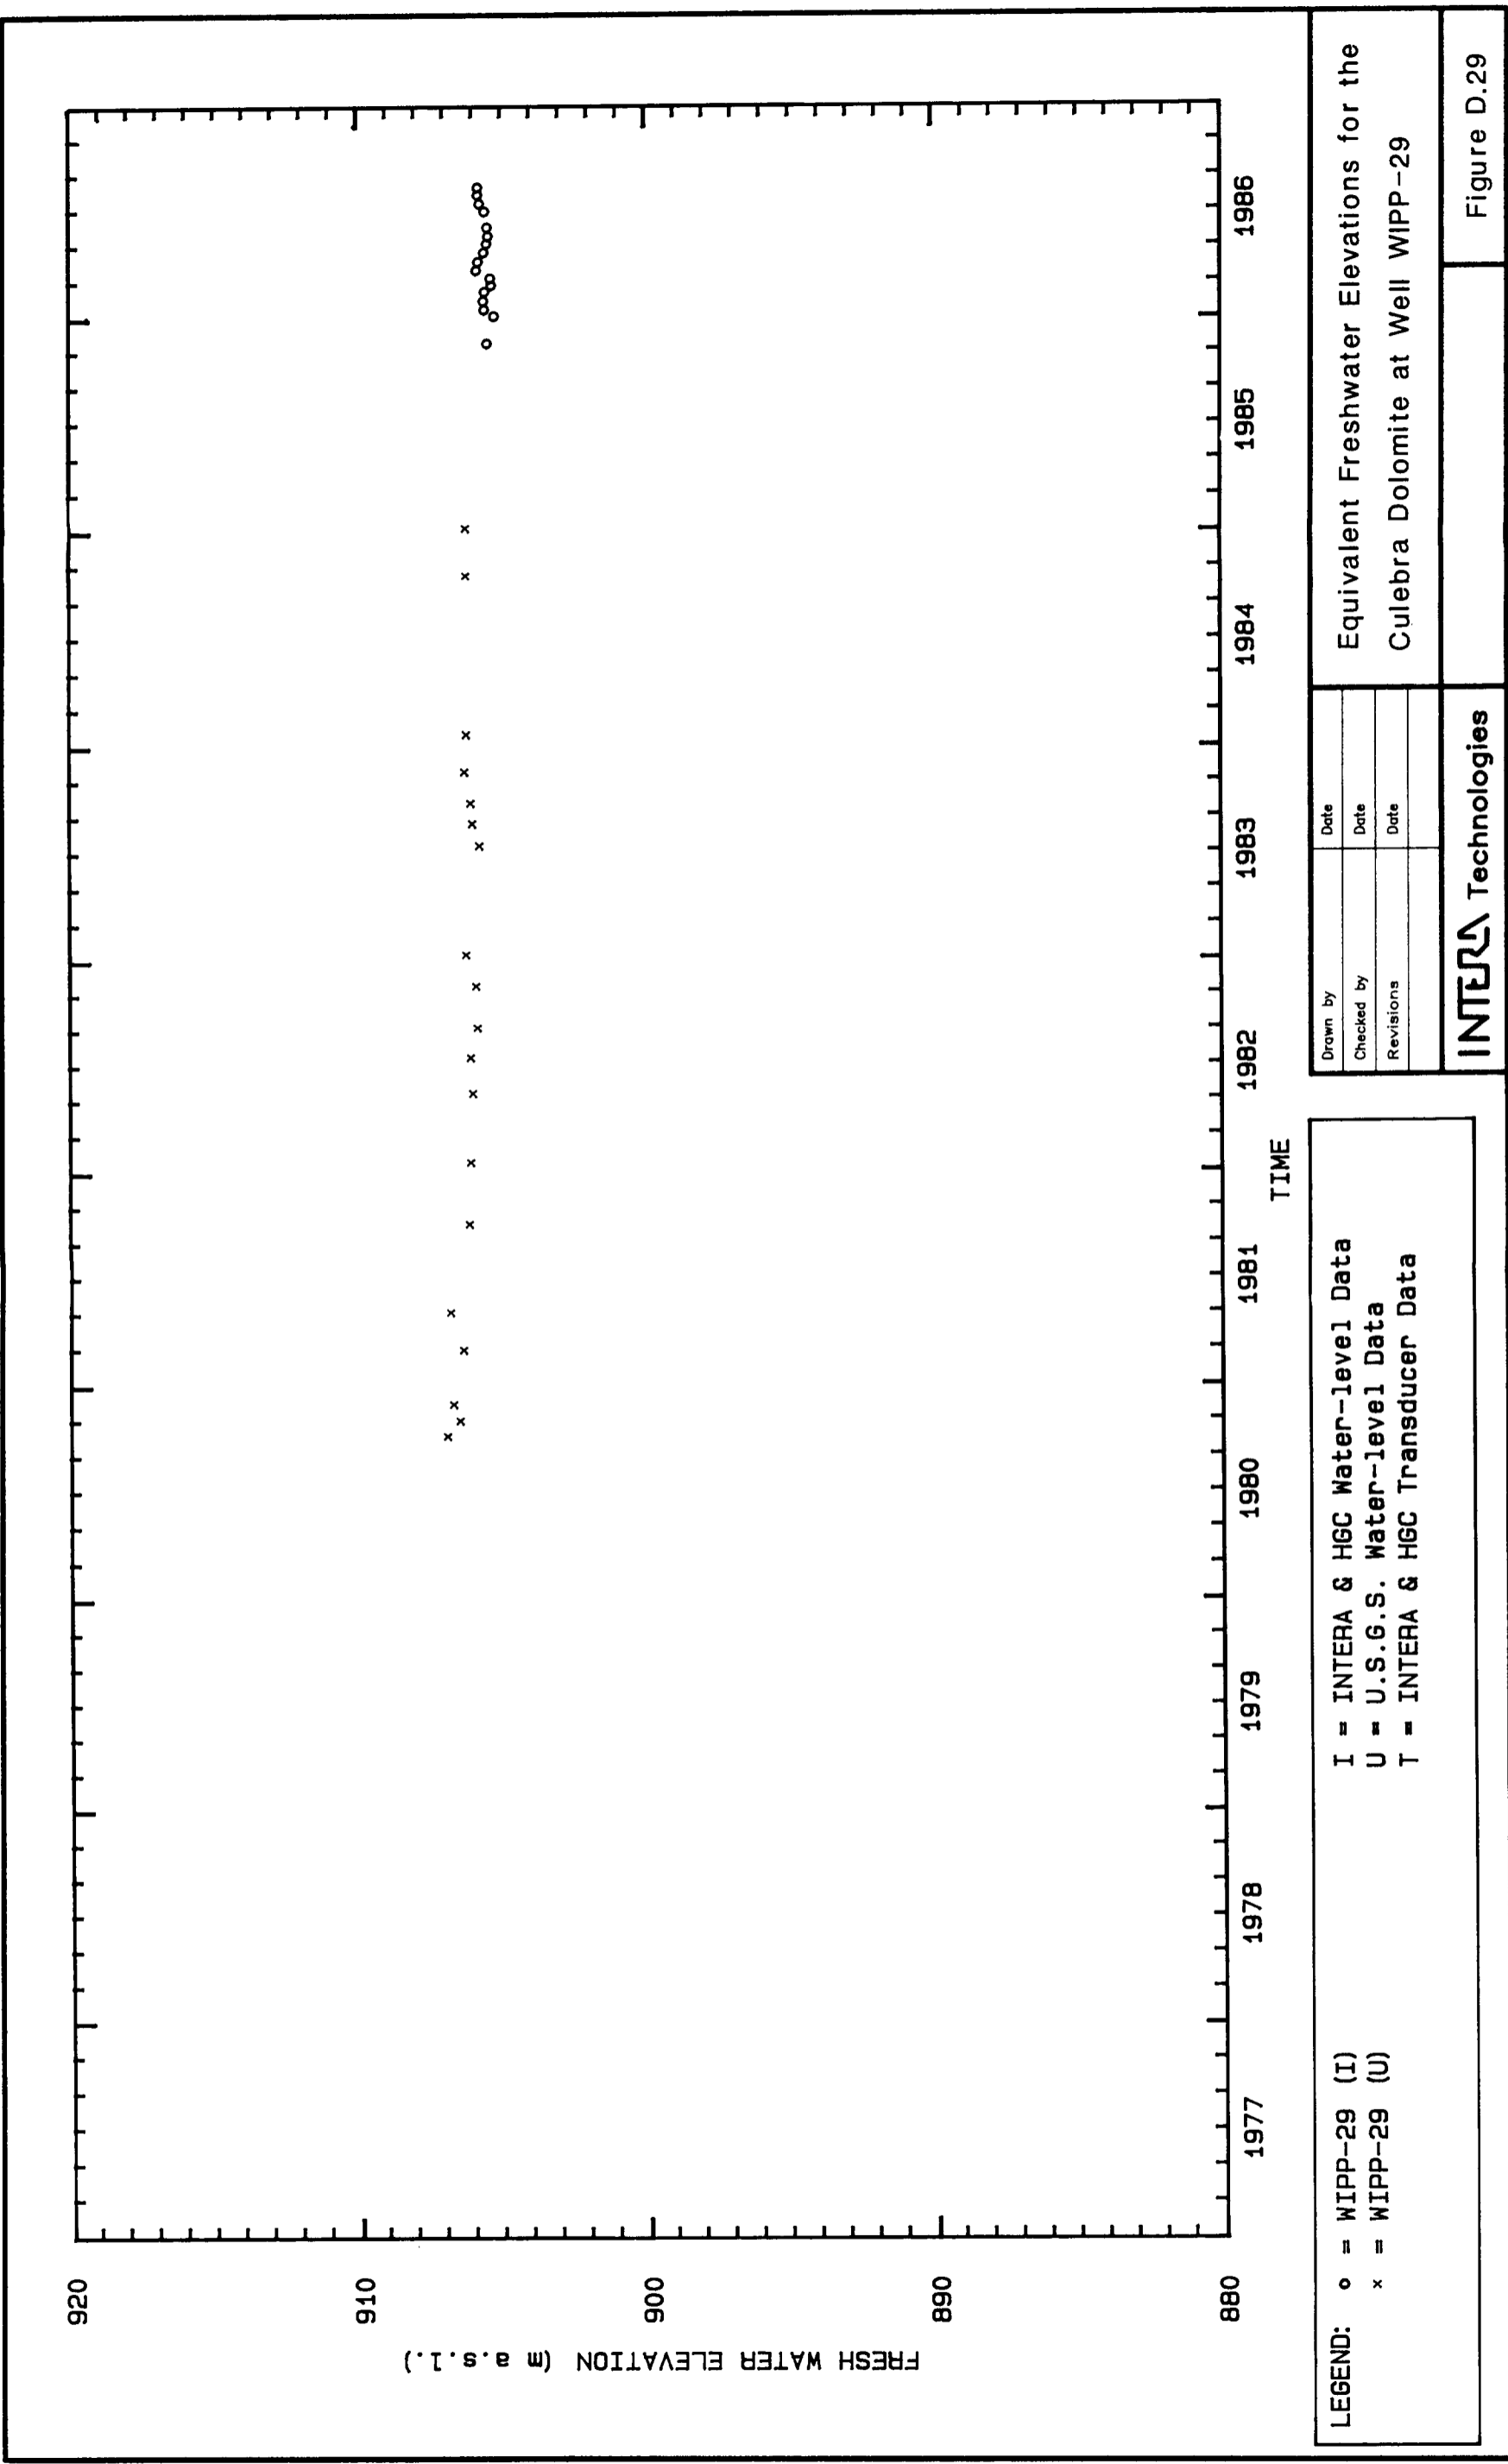 920
910
900
890
880
FRESH WATER ELEVATION (m a.s.l.)
1977 1978 1979 1980 1981 1982 1983 1984 1985 1986
TIME
LEGEND:
o = WIPP-29 (I)
x = WIPP-29 (U)
I = INTERA & HGC Water-level Data
U = U.S.G.S. Water-level Data
T = INTERA & HGC Transducer Data
Drawn by Date
Checked by Date
Revisions Date
INTERA Technologies
Equivalent Freshwater Elevations for the
Culebra Dolomite at Well WIPP-29
Figure D.29